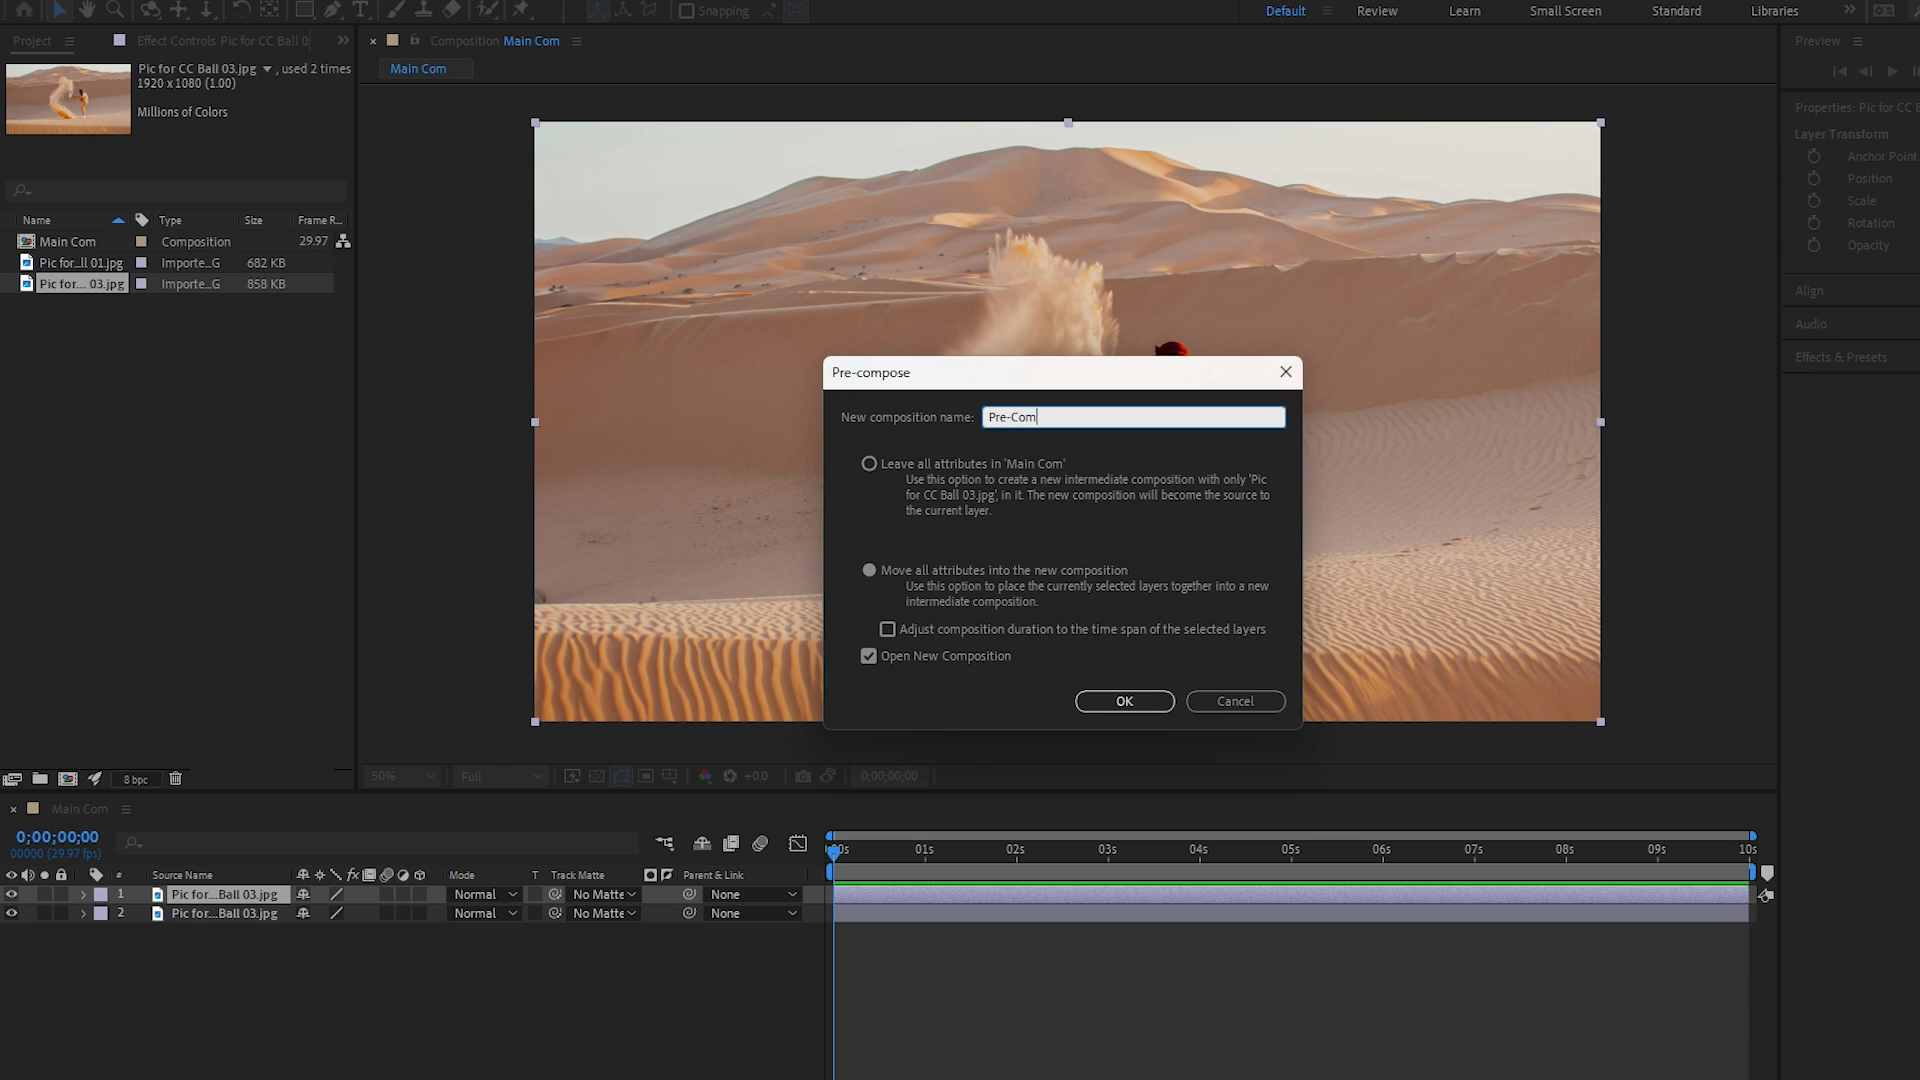 T
Snapping
Default
Review
Learn
Small Screen
Standard
Libraries
Project
Effect Controls Pic for CC Ball 0
Composition Main Com
Preview
Main Com
Pic for CC Ball 03.jpg , used 2 times
1920 x 1080 (1.00)
Millions of Colors
Properties: Pic for CC B
Layer Transform
Anchor Point
Position
Scale
Rotation
Opacity
Align
Audio
Effects & Presets
Name
Type
Size
Frame R...
Main Com
Composition
29.97
Pic for...ll 01.jpg
Importe...G
682 KB
Pic for... 03.jpg
Importe...G
858 KB
Pre-compose
New composition name: Pre-Com
Leave all attributes in 'Main Com'
Use this option to create a new intermediate composition with only 'Pic
for CC Ball 03.jpg', in it. The new composition will become the source to
the current layer.
Move all attributes into the new composition
Use this option to place the currently selected layers together into a new
intermediate composition.
Adjust composition duration to the time span of the selected layers
Open New Composition
OK
Cancel
8 bpc
50%
Full
+0.0
0;00;00;00
Main Com
0;00;00;00
00000 (29.97 fps)
00s 01s 02s 03s 04s 05s 06s 07s 08s 09s 10s
# Source Name fx Mode T Track Matte Parent & Link
1 Pic for...Ball 03.jpg Normal No Matte None
2 Pic for...Ball 03.jpg Normal No Matte None